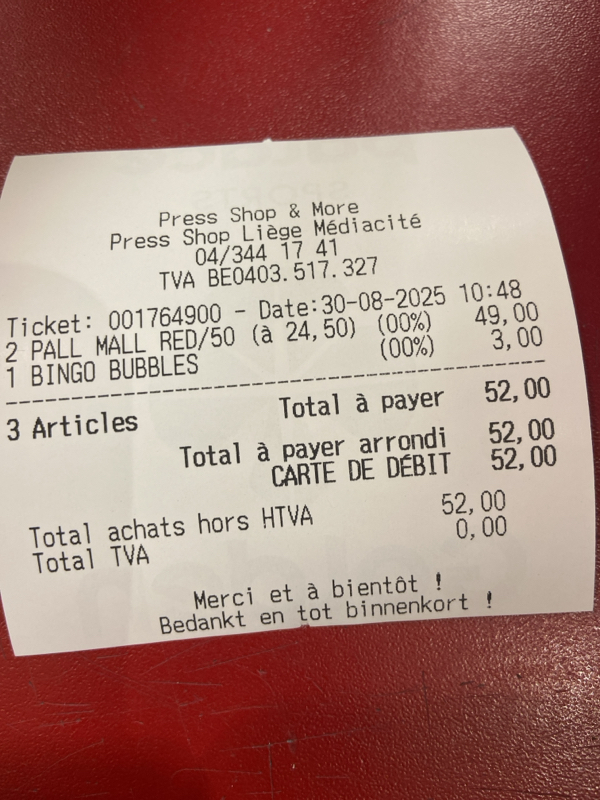 Press Shop & More
Press Shop Liège Médiacité
04/344 17 41
TVA BE0403.517.327
Ticket: 001764900 - Date:30-08-2025 10:48
2 PALL MALL RED/50 (à 24,50) (00%) 49,00
1 BINGO BUBBLES (00%) 3,00
3 Articles Total à payer 52,00
Total à payer arrondi 52,00
CARTE DE DÉBIT 52,00
Total achats hors HTVA 52,00
Total TVA 0,00
Merci et à bientôt !
Bedankt en tot binnenkort !